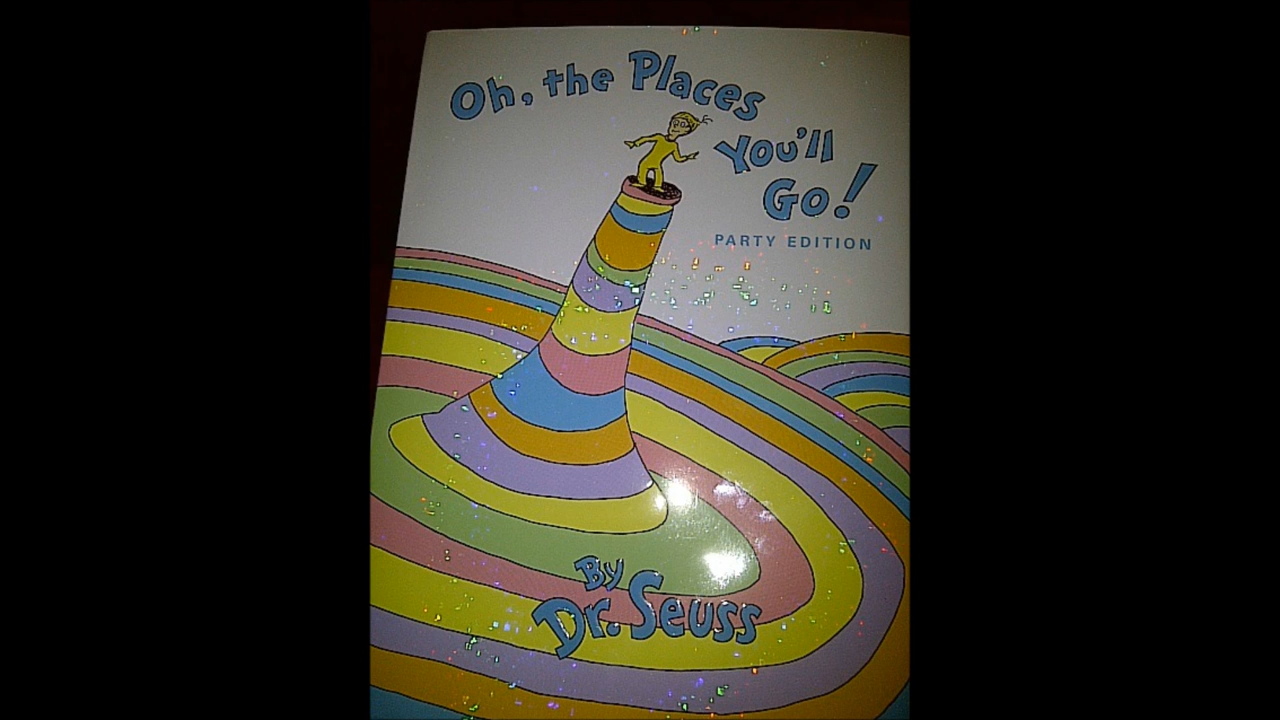 Oh, the Places
You'll
Go!
PARTY EDITION
By
Dr. Seuss